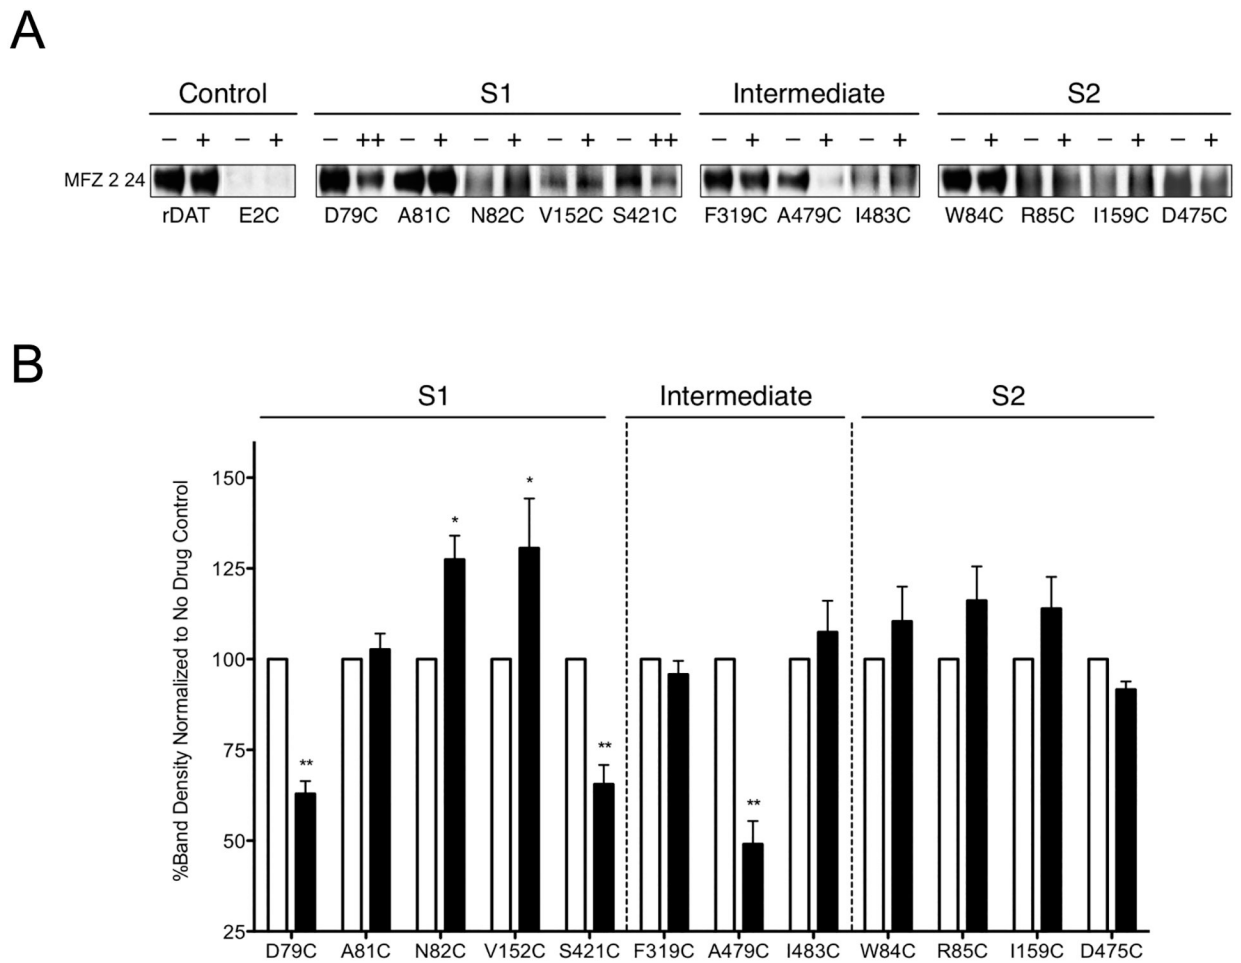 A
Control S1 Intermediate S2
– + – + – ++ – + – + – + – ++ – + – + – + – + – + – + – +
MFZ 2 24
rDAT E2C D79C A81C N82C V152C S421C F319C A479C I483C W84C R85C I159C D475C
B
S1 Intermediate S2
%Band Density Normalized to No Drug Control
150
125
100
75
50
25
** * * ** **
D79C A81C N82C V152C S421C F319C A479C I483C W84C R85C I159C D475C